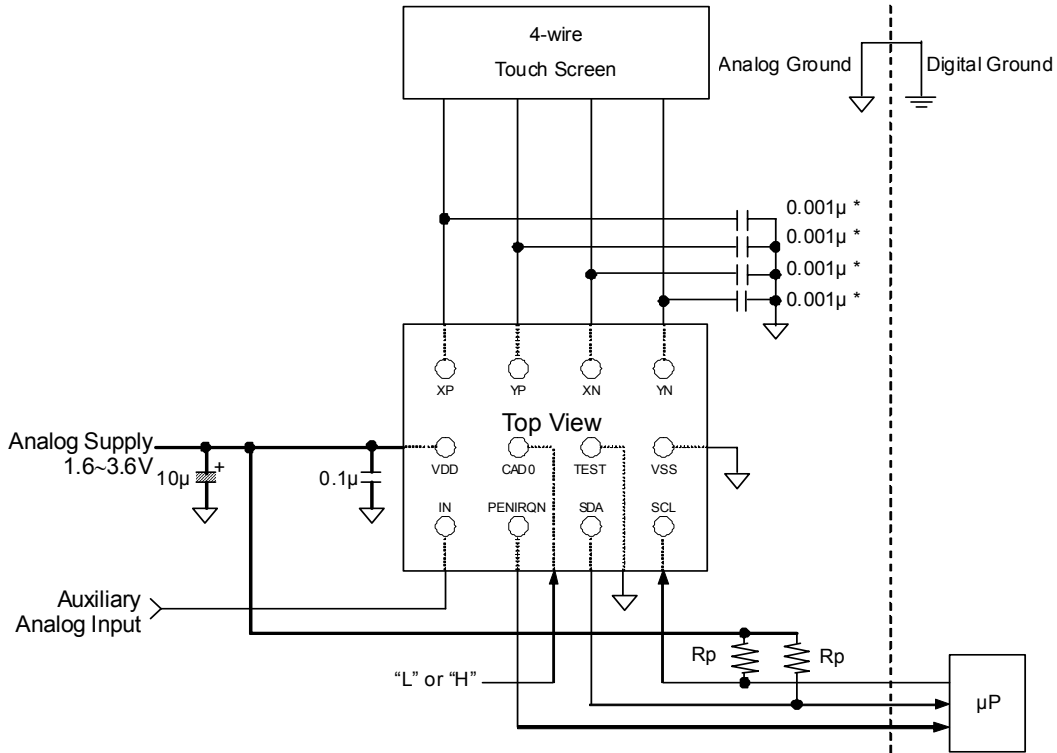 4-wire
Touch Screen
Analog Ground
Digital Ground
0.001µ *
0.001µ *
0.001µ *
0.001µ *
XP
YP
XN
YN
Top View
Analog Supply
1.6~3.6V
10µ
+
0.1µ
VDD
CAD0
TEST
VSS
IN
PENIRQN
SDA
SCL
Auxiliary
Analog Input
"L" or "H"
Rp
Rp
µP